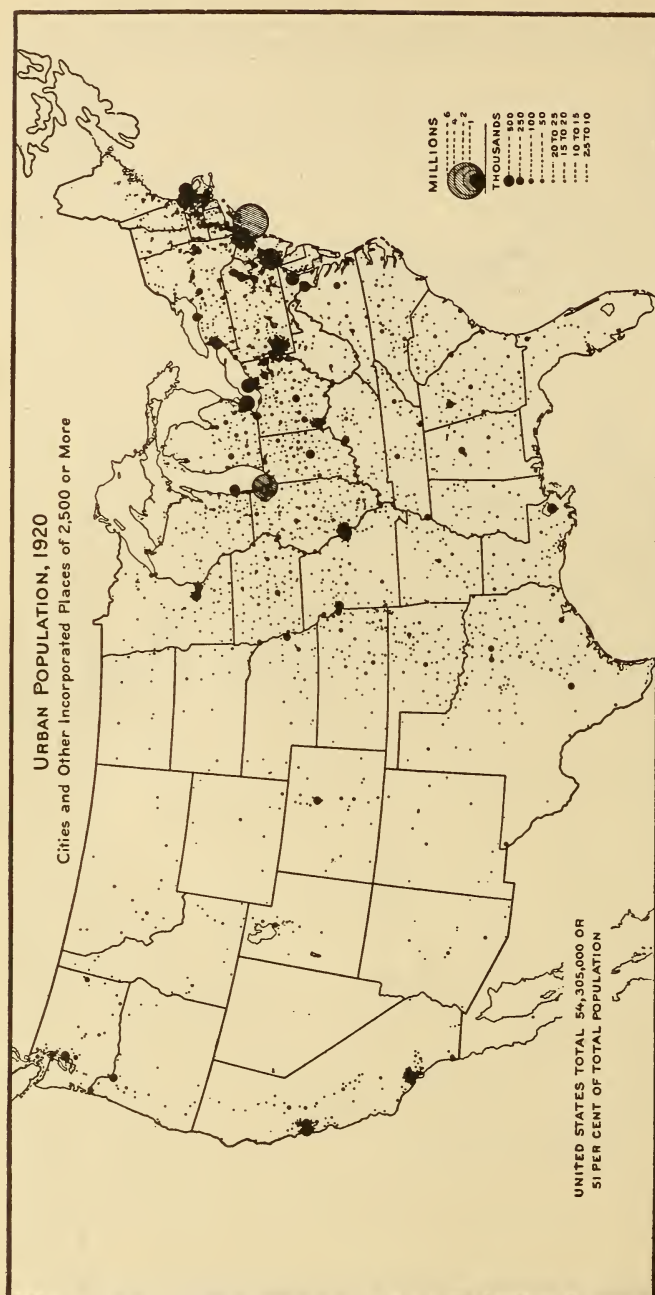 URBAN POPULATION, 1920
Cities and Other Incorporated Places of 2,500 or More
MILLIONS
6
4
2
1
THOUSANDS
500
250
100
50
20 TO 25
15 TO 20
10 TO 15
2.5 TO 10
UNITED STATES TOTAL 54,305,000 OR
51 PER CENT OF TOTAL POPULATION